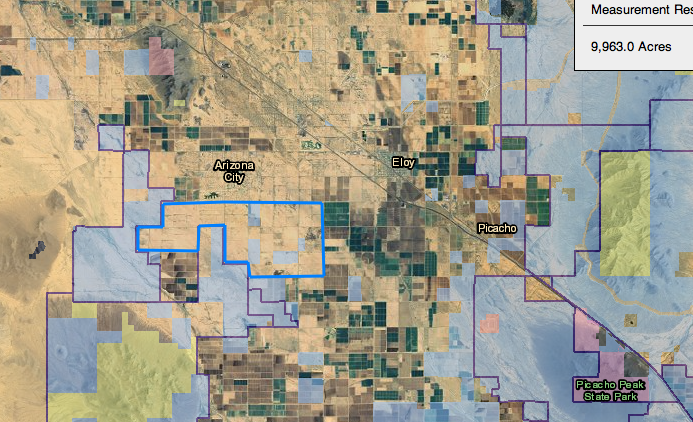 Measurement Res
9,963.0 Acres
Arizona
City
Eloy
Picacho
Picacho Peak
State Park